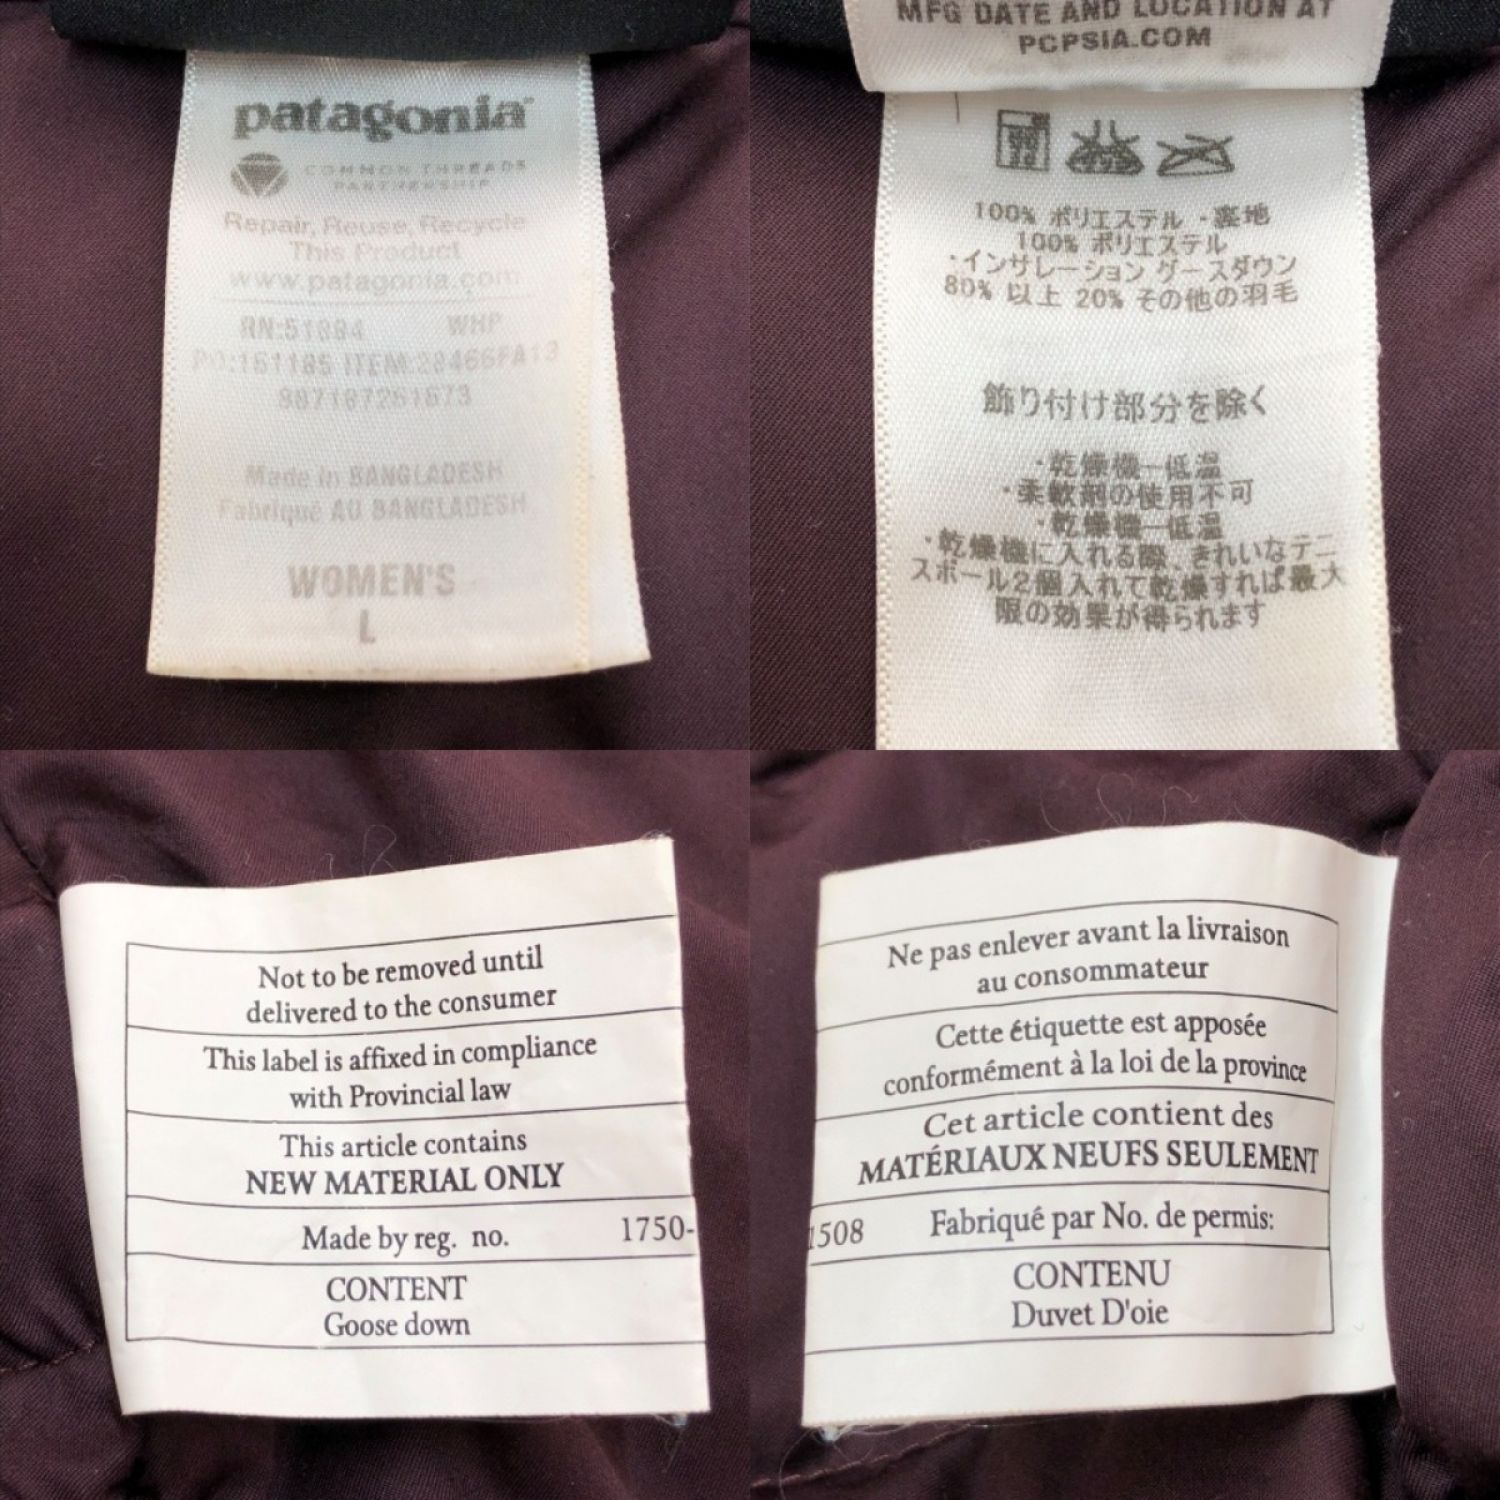 patagonia
COMMON THREADS
PARTNERSHIP
Repair, Reuse, Recycle
This Product
www.patagonia.com
RN:51884 WHP
PO:161185 ITEM:28466FA13
Made in BANGLADESH
Fabriqué AU BANGLADESH
WOMEN'S
L
MFG DATE AND LOCATION AT
PCPSIA.COM
100% ポリエステル ・裏地
100% ポリエステル
・インサレーション グースダウン
80% 以上 20% その他の羽毛
飾り付け部分を除く
・乾燥機ー低温
・柔軟剤の使用不可
・乾燥機ー低温
・乾燥機に入れる際、きれいなテニ
スボール2個入れて乾燥すれば最大
限の効果が得られます
Not to be removed until
delivered to the consumer
This label is affixed in compliance
with Provincial law
This article contains
NEW MATERIAL ONLY
Made by reg. no. 1750-
CONTENT
Goose down
Ne pas enlever avant la livraison
au consommateur
Cette étiquette est apposée
conformément à la loi de la province
Cet article contient des
MATÉRIAUX NEUFS SEULEMENT
1508 Fabriqué par No. de permis:
CONTENU
Duvet D'oie